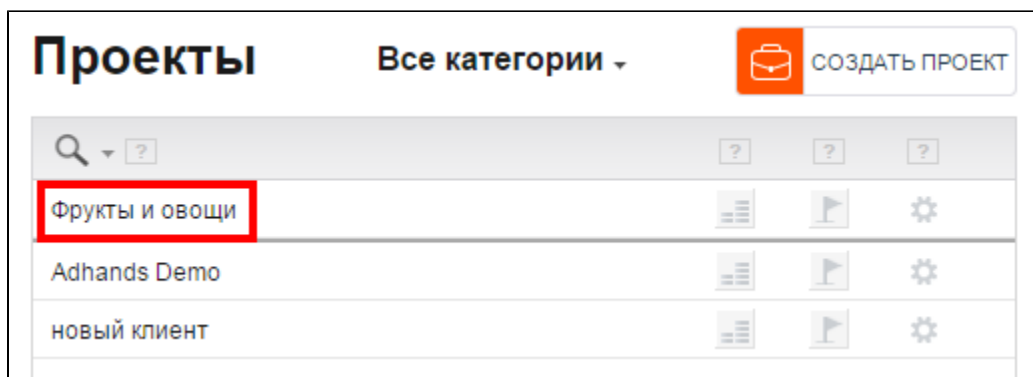 Проекты Все категории СОЗДАТЬ ПРОЕКТ
? ? ? ?
Фрукты и овощи
Adhands Demo
новый клиент